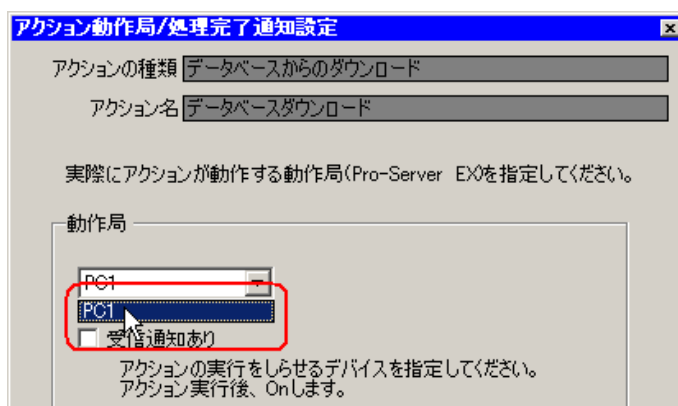 アクション動作局/処理完了通知設定
アクションの種類 データベースからのダウンロード
アクション名 データベースダウンロード
実際にアクションが動作する動作局(Pro-Server EX)を指定してください。
動作局
PC1
PC1
受信通知あり
アクションの実行をしらせるデバイスを指定してください。
アクション実行後、Onします。